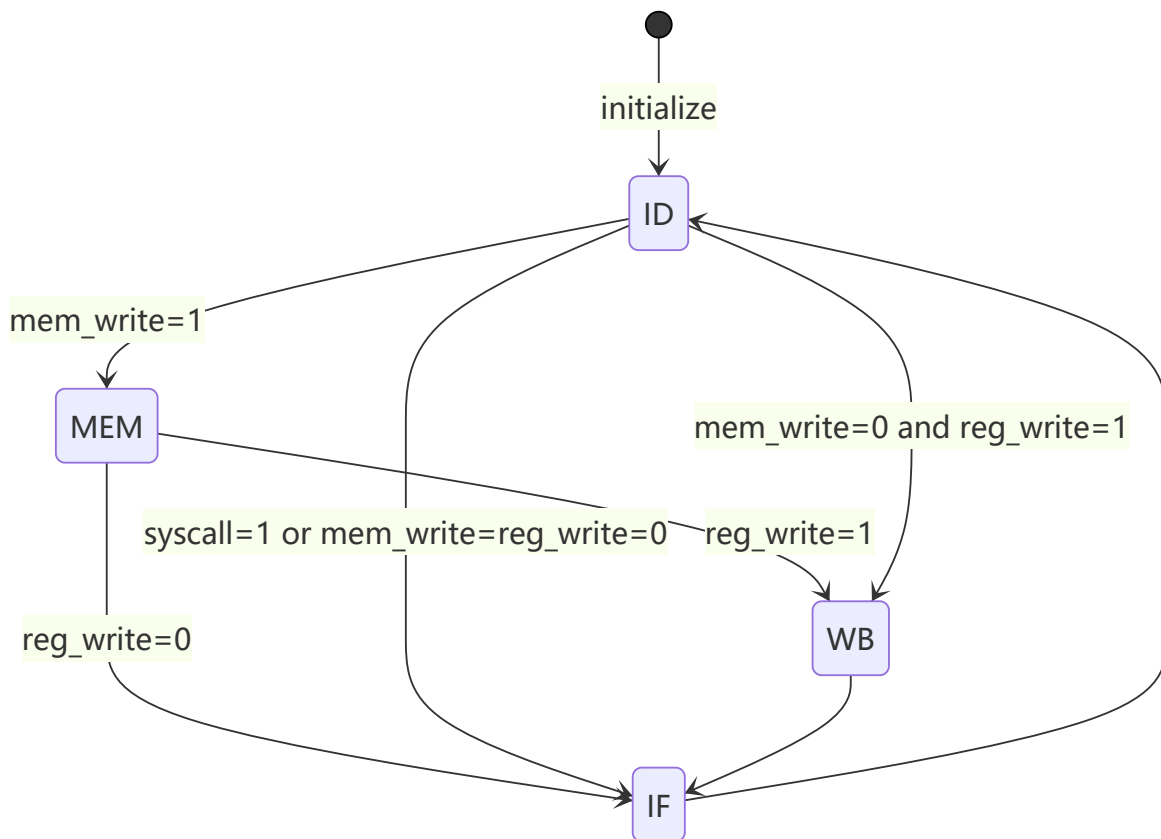 initialize
ID
mem_write=1
MEM
mem_write=0 and reg_write=1
syscall=1 or mem_write=reg_write=0
reg_write=1
reg_write=0
WB
IF